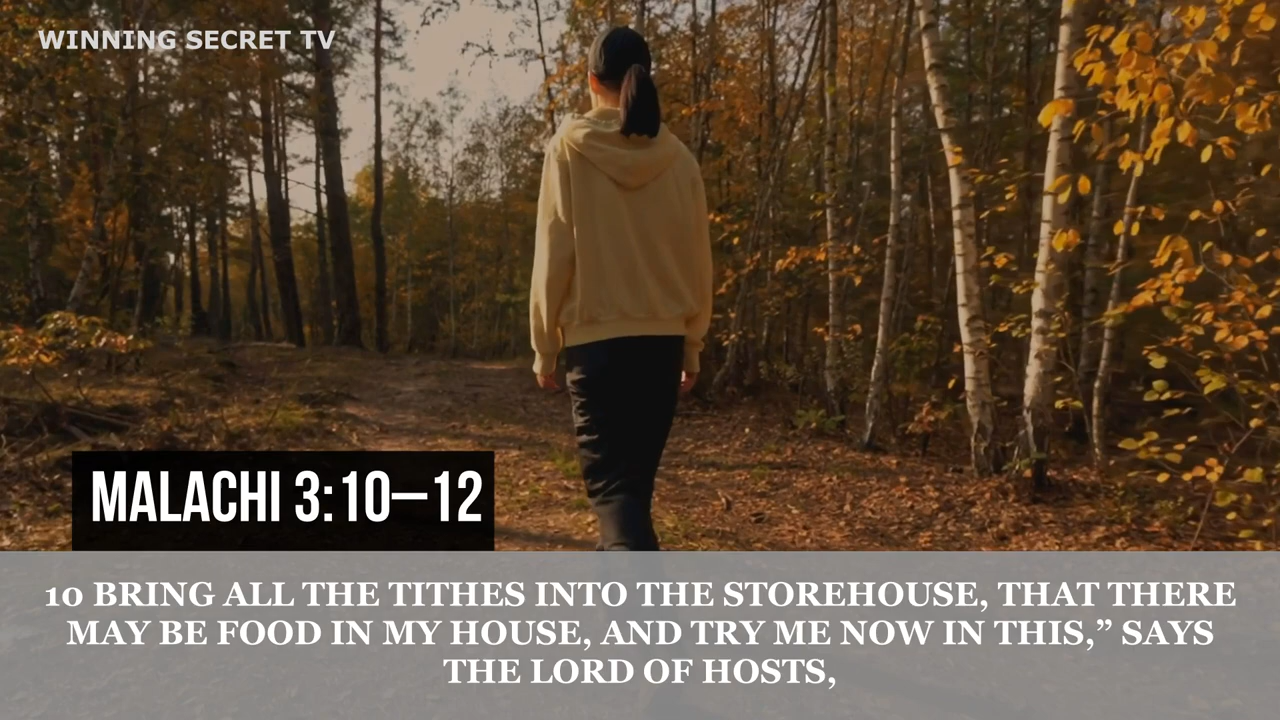 WINNING SECRET TV
MALACHI 3:10–12
10 BRING ALL THE TITHES INTO THE STOREHOUSE, THAT THERE
MAY BE FOOD IN MY HOUSE, AND TRY ME NOW IN THIS,” SAYS
THE LORD OF HOSTS,